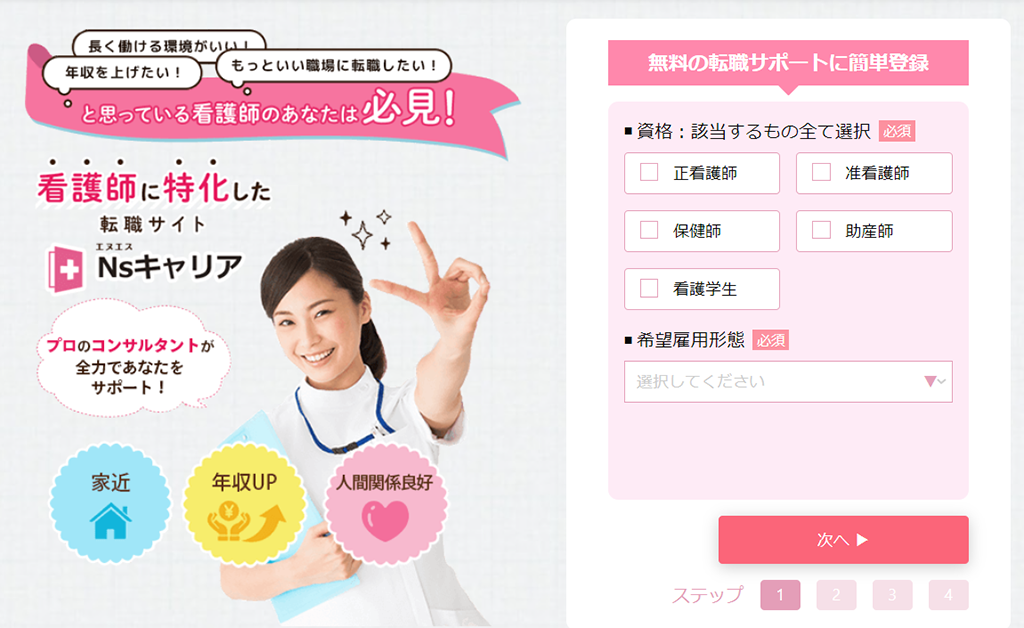 長く働ける環境がいい！
年収を上げたい！
もっといい職場に転職したい！
と思っている看護師のあなたは必見！
看護師に特化した
転職サイト
エヌエス
Nsキャリア
プロのコンサルタントが
全力であなたを
サポート！
家近
年収UP
¥
人間関係良好
無料の転職サポートに簡単登録
■資格：該当するもの全て選択 必須
正看護師
准看護師
保健師
助産師
看護学生
■希望雇用形態 必須
選択してください
次へ ▶
ステップ 1 2 3 4